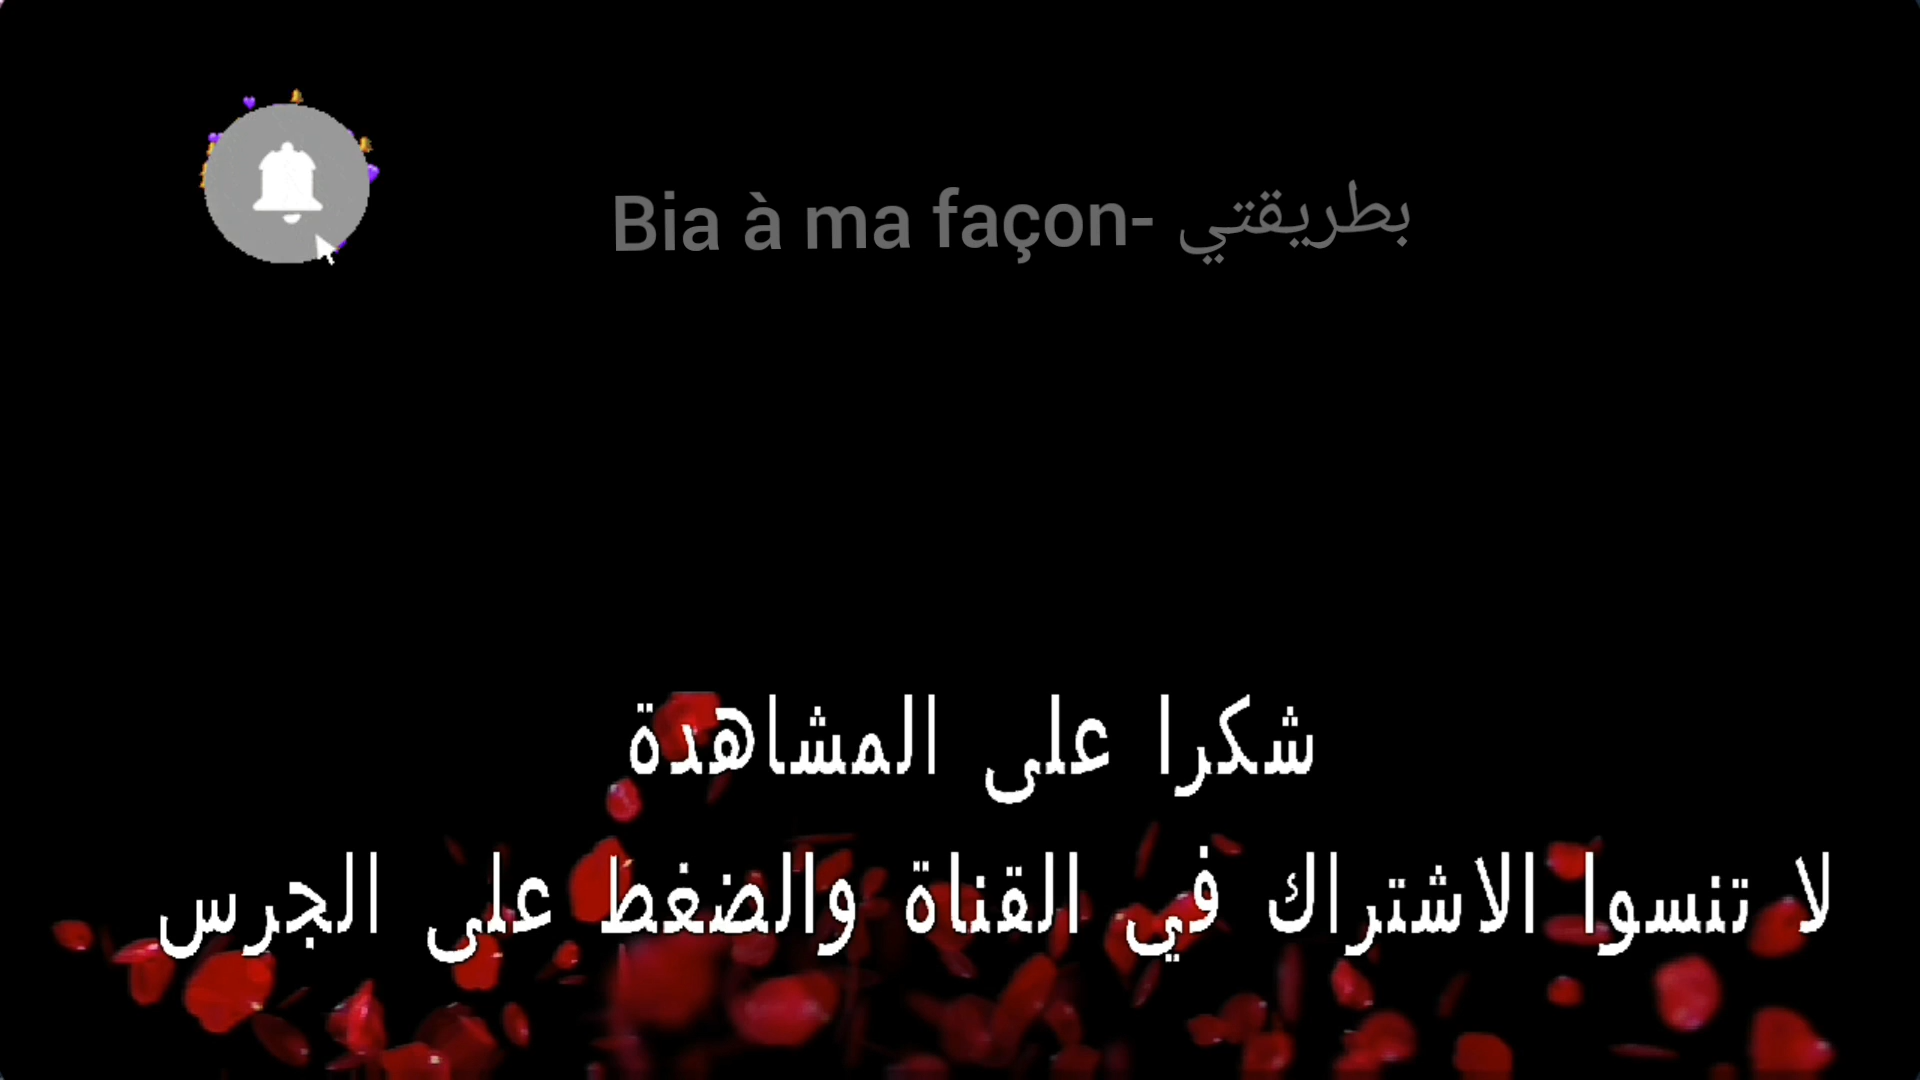 Bia à ma façon- بطريقتي
شكرا على المشاهدة
لا تنسوا الاشتراك في القناة والضغط على الجرس